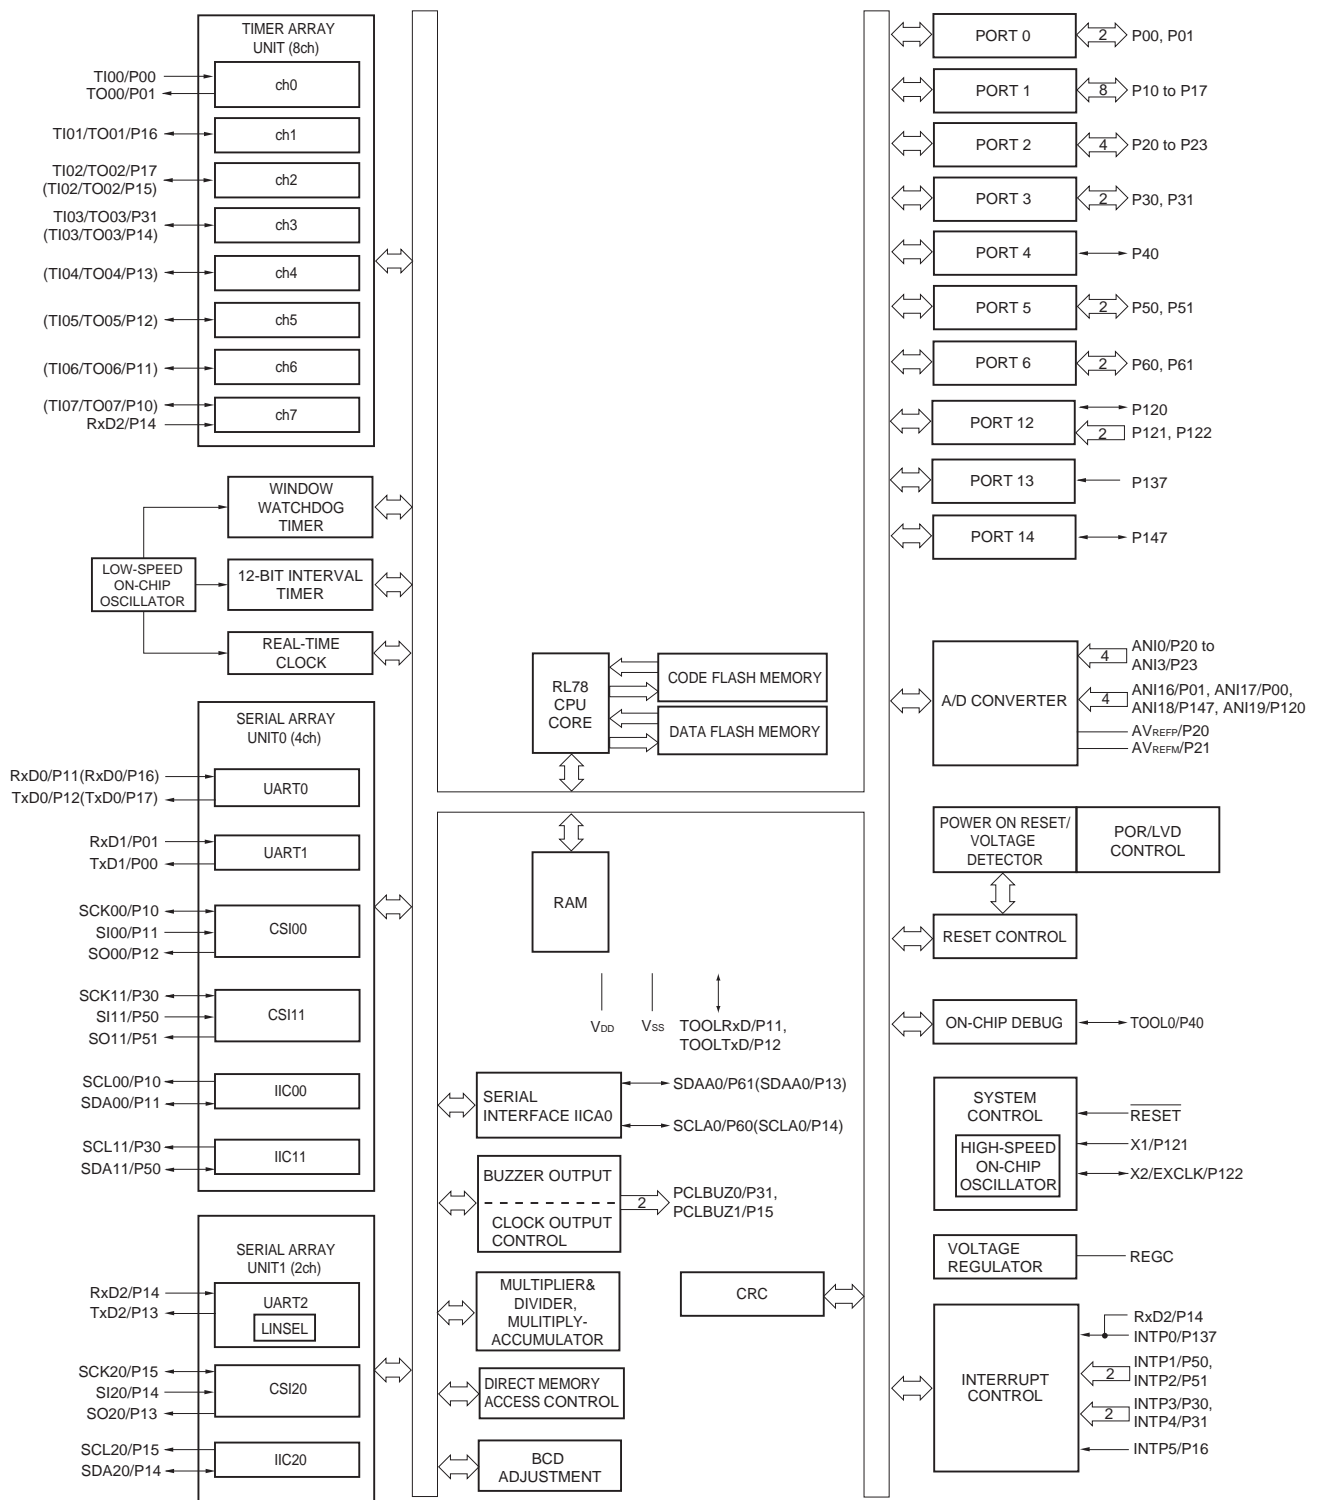 TIMER ARRAY
UNIT (8ch)
TI00/P00
TO00/P01
ch0
TI01/TO01/P16
ch1
TI02/TO02/P17
(TI02/TO02/P15)
ch2
TI03/TO03/P31
(TI03/TO03/P14)
ch3
(TI04/TO04/P13)
ch4
(TI05/TO05/P12)
ch5
(TI06/TO06/P11)
ch6
(TI07/TO07/P10)
RxD2/P14
ch7
WINDOW
WATCHDOG
TIMER
LOW-SPEED
ON-CHIP
OSCILLATOR
12-BIT INTERVAL
TIMER
REAL-TIME
CLOCK
SERIAL ARRAY
UNIT0 (4ch)
RxD0/P11(RxD0/P16)
TxD0/P12(TxD0/P17)
UART0
RxD1/P01
TxD1/P00
UART1
SCK00/P10
SI00/P11
SO00/P12
CSI00
SCK11/P30
SI11/P50
SO11/P51
CSI11
SCL00/P10
SDA00/P11
IIC00
SCL11/P30
SDA11/P50
IIC11
SERIAL ARRAY
UNIT1 (2ch)
RxD2/P14
TxD2/P13
UART2
LINSEL
SCK20/P15
SI20/P14
SO20/P13
CSI20
SCL20/P15
SDA20/P14
IIC20
RL78
CPU
CORE
CODE FLASH MEMORY
DATA FLASH MEMORY
RAM
VDD
VSS
TOOLRxD/P11,
TOOLTxD/P12
SERIAL
INTERFACE IICA0
SDAA0/P61(SDAA0/P13)
SCLA0/P60(SCLA0/P14)
BUZZER OUTPUT
CLOCK OUTPUT
CONTROL
2
PCLBUZ0/P31,
PCLBUZ1/P15
MULTIPLIER&
DIVIDER,
MULITIPLY-
ACCUMULATOR
CRC
DIRECT MEMORY
ACCESS CONTROL
BCD
ADJUSTMENT
PORT 0
2
P00, P01
PORT 1
8
P10 to P17
PORT 2
4
P20 to P23
PORT 3
2
P30, P31
PORT 4
P40
PORT 5
2
P50, P51
PORT 6
2
P60, P61
PORT 12
P120
2
P121, P122
PORT 13
P137
PORT 14
P147
A/D CONVERTER
4
ANI0/P20 to
ANI3/P23
4
ANI16/P01, ANI17/P00,
ANI18/P147, ANI19/P120
AVREFP/P20
AVREFM/P21
POWER ON RESET/
VOLTAGE
DETECTOR
POR/LVD
CONTROL
RESET CONTROL
ON-CHIP DEBUG
TOOL0/P40
SYSTEM
CONTROL
HIGH-SPEED
ON-CHIP
OSCILLATOR
RESET
X1/P121
X2/EXCLK/P122
VOLTAGE
REGULATOR
REGC
INTERRUPT
CONTROL
RxD2/P14
INTP0/P137
2
INTP1/P50,
INTP2/P51
2
INTP3/P30,
INTP4/P31
INTP5/P16